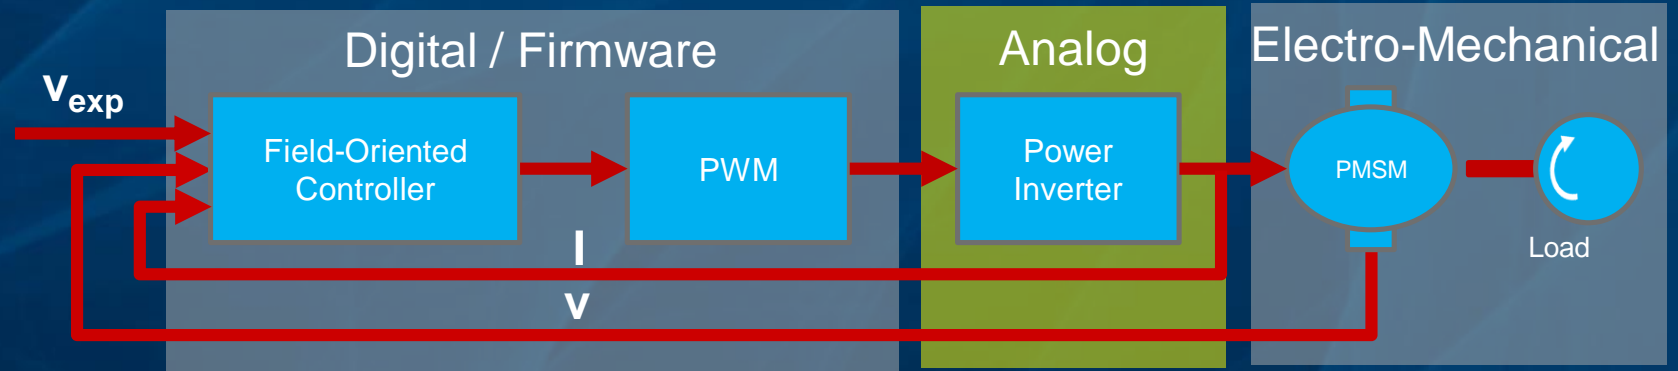 Digital / Firmware
Analog
Electro-Mechanical
vexp
Field-Oriented
Controller
PWM
Power
Inverter
PMSM
Load
I
v